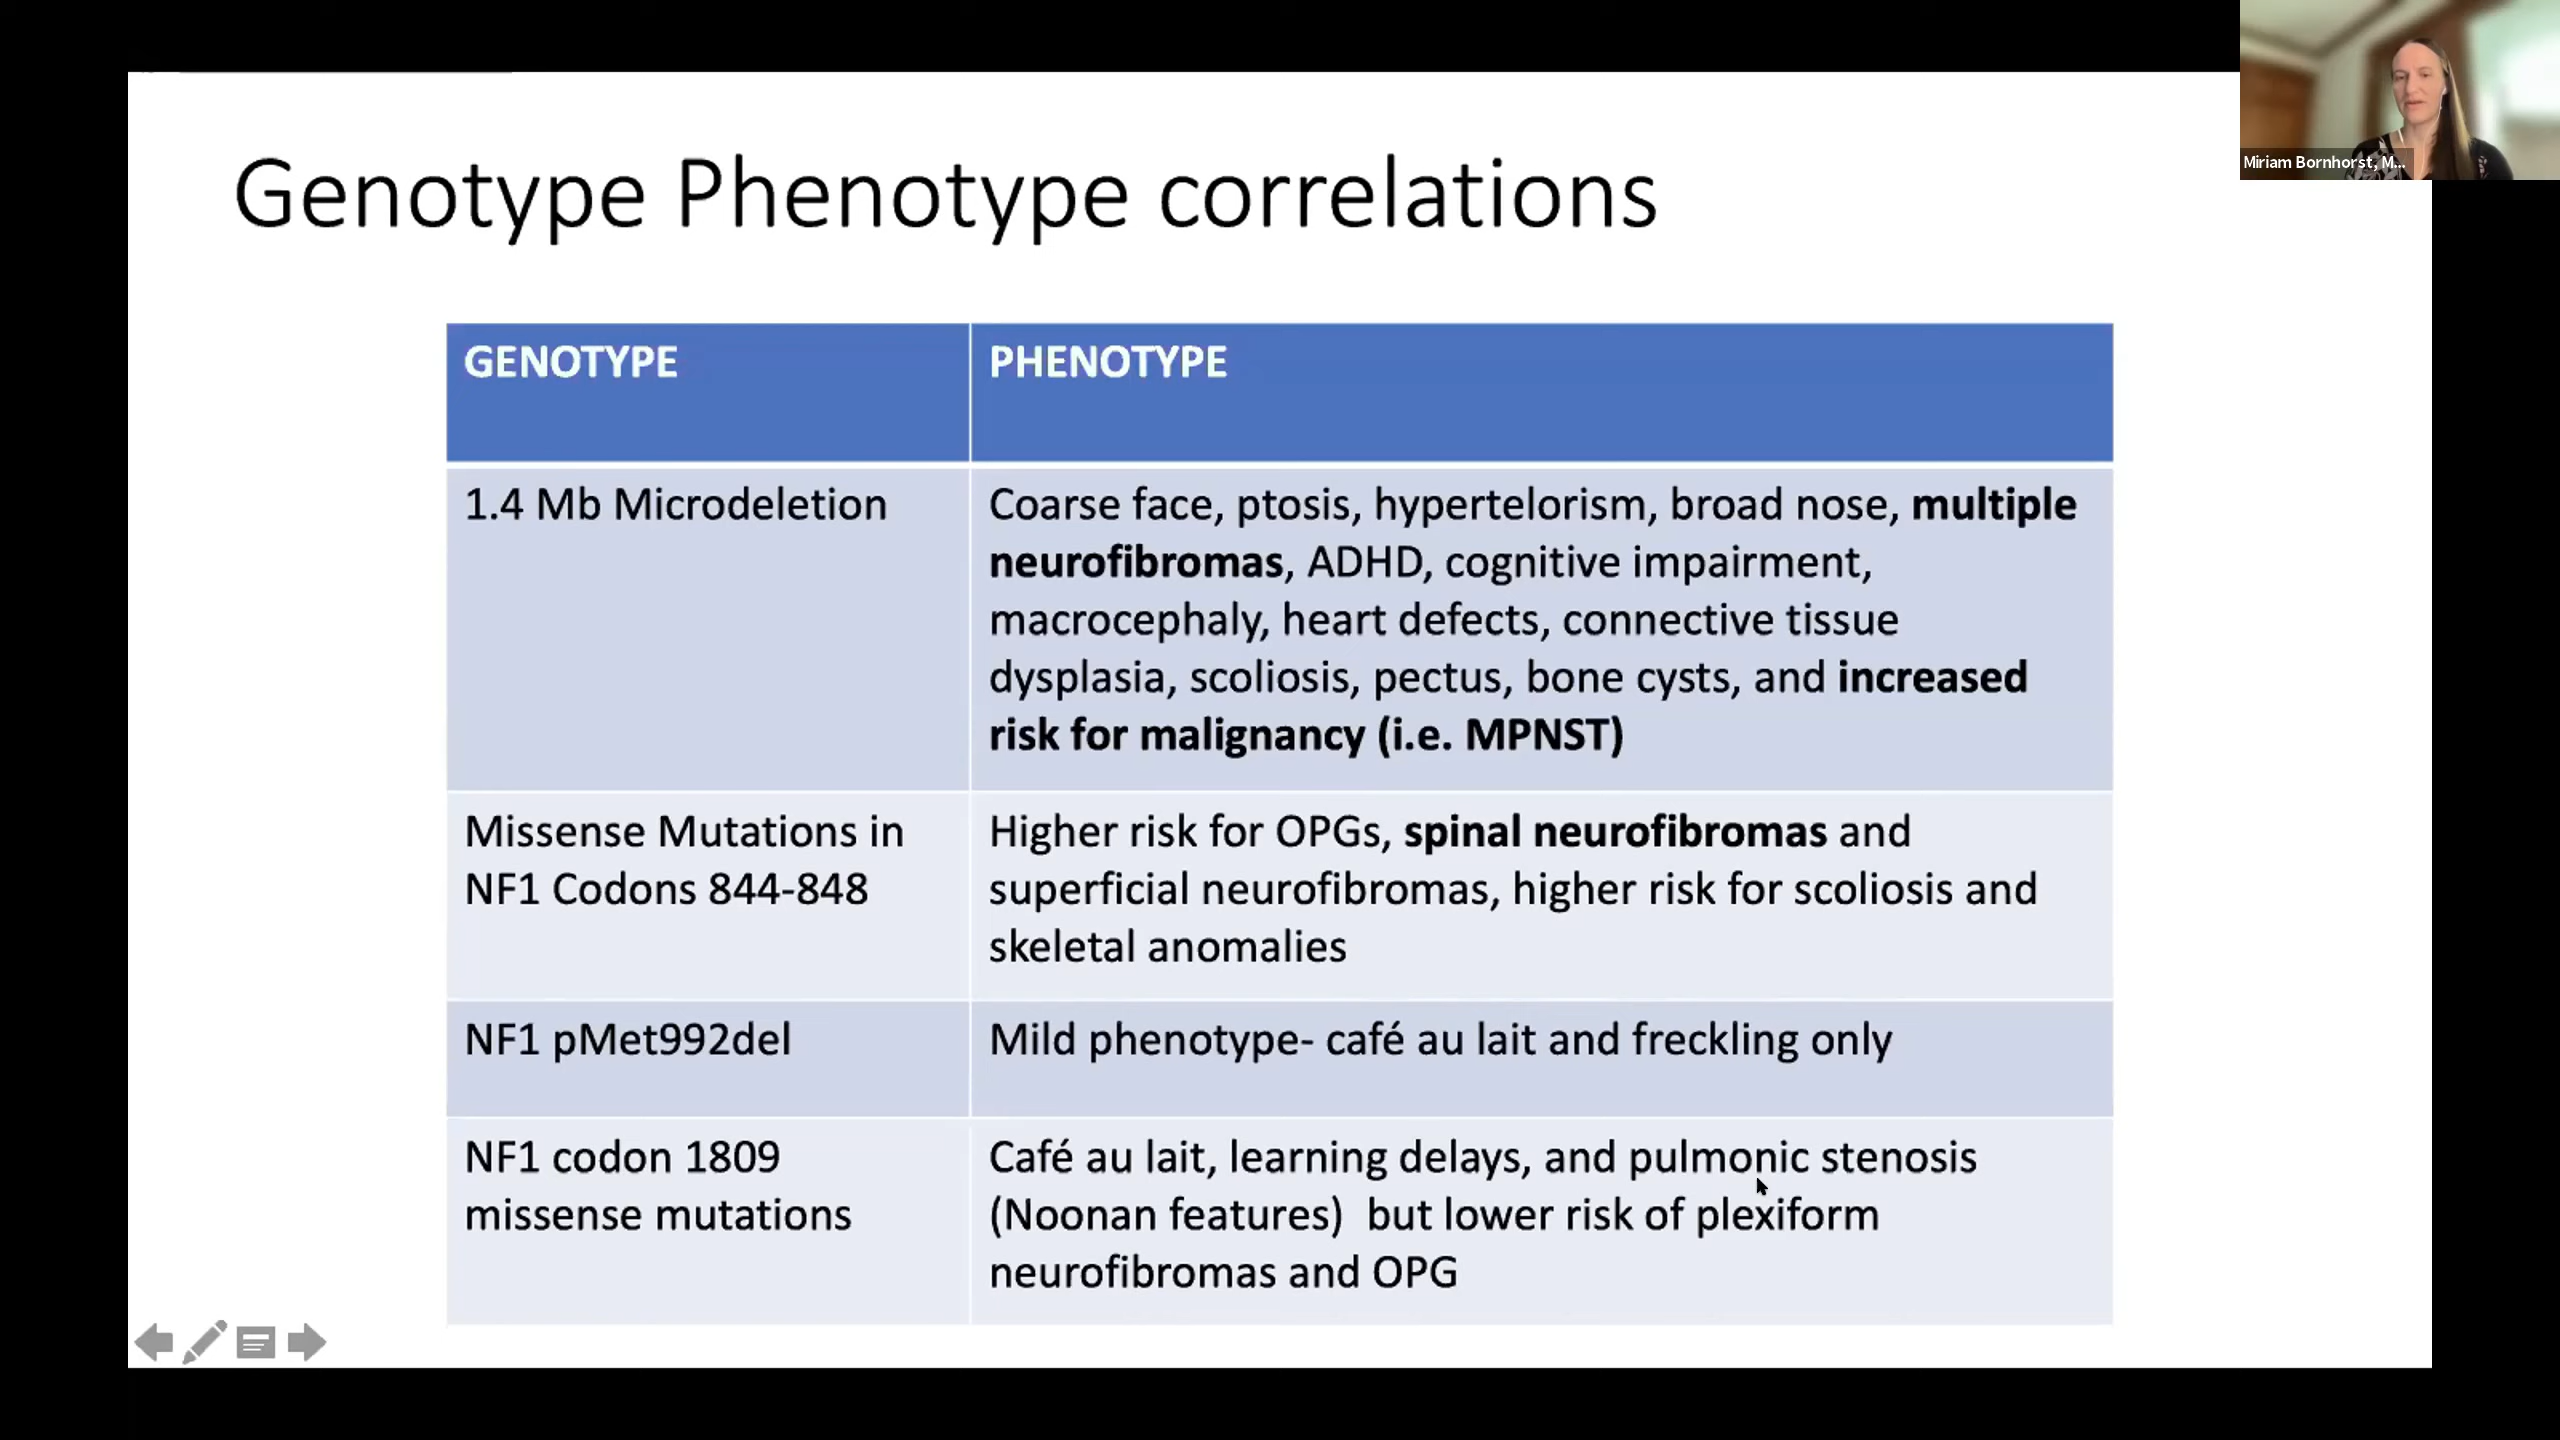 Miriam Bornhorst, M...
Genotype Phenotype correlations
GENOTYPE
PHENOTYPE
1.4 Mb Microdeletion
Coarse face, ptosis, hypertelorism, broad nose, multiple
neurofibromas, ADHD, cognitive impairment,
macrocephaly, heart defects, connective tissue
dysplasia, scoliosis, pectus, bone cysts, and increased
risk for malignancy (i.e. MPNST)
Missense Mutations in
NF1 Codons 844-848
Higher risk for OPGs, spinal neurofibromas and
superficial neurofibromas, higher risk for scoliosis and
skeletal anomalies
NF1 pMet992del
Mild phenotype- café au lait and freckling only
NF1 codon 1809
missense mutations
Café au lait, learning delays, and pulmonic stenosis
(Noonan features)  but lower risk of plexiform
neurofibromas and OPG